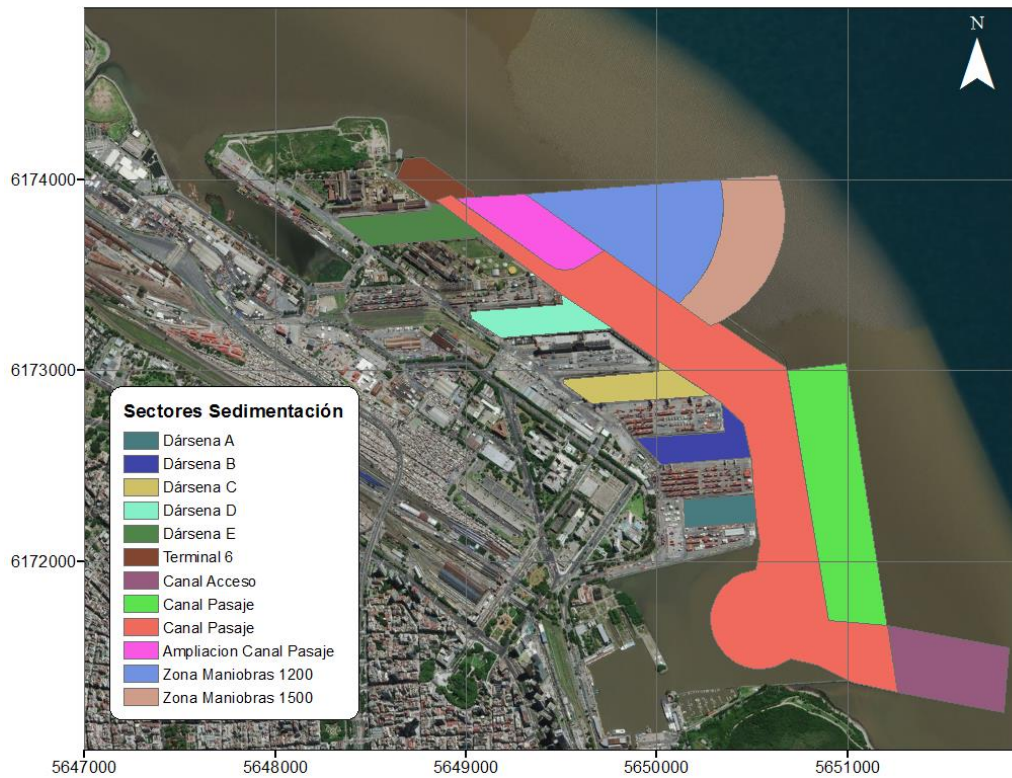 N
6174000
6173000
6172000
Sectores Sedimentación
Dársena A
Dársena B
Dársena C
Dársena D
Dársena E
Terminal 6
Canal Acceso
Canal Pasaje
Canal Pasaje
Ampliacion Canal Pasaje
Zona Maniobras 1200
Zona Maniobras 1500
5647000 5648000 5649000 5650000 5651000